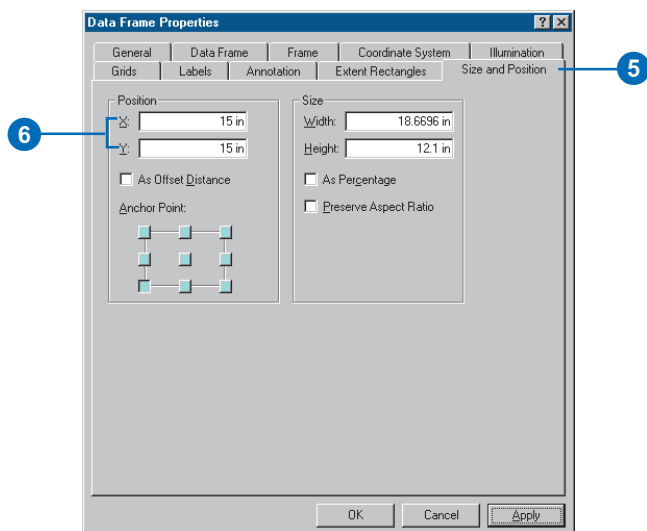 Data Frame Properties
General Data Frame Frame Coordinate System Illumination
Grids Labels Annotation Extent Rectangles Size and Position
5
Position
6
X: 15 in
Y: 15 in
As Offset Distance
Anchor Point:
Size
Width: 18.6696 in
Height: 12.1 in
As Percentage
Preserve Aspect Ratio
OK Cancel Apply